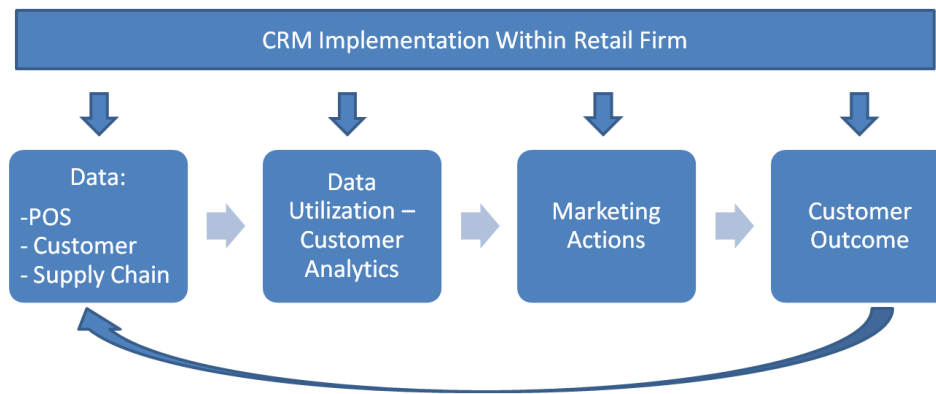 CRM Implementation Within Retail Firm
Data:
-POS
- Customer
- Supply Chain
Data
Utilization –
Customer
Analytics
Marketing
Actions
Customer
Outcome